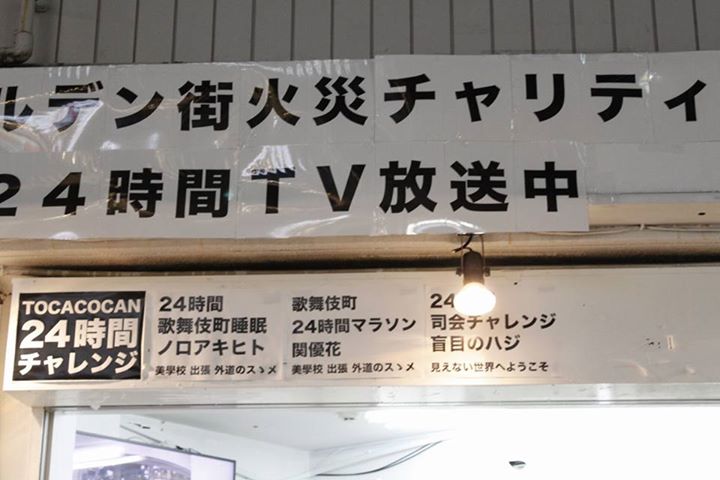 ルデン街火災チャリティ
24時間TV放送中
TOCACOCAN
24時間
チャレンジ
24時間
歌舞伎町睡眠
ノロアキヒト
美學校 出張 外道のスゝメ
歌舞伎町
24時間マラソン
関優花
美學校 出張 外道のスゝメ
24
司会チャレンジ
盲目のハジ
見えない世界へようこそ